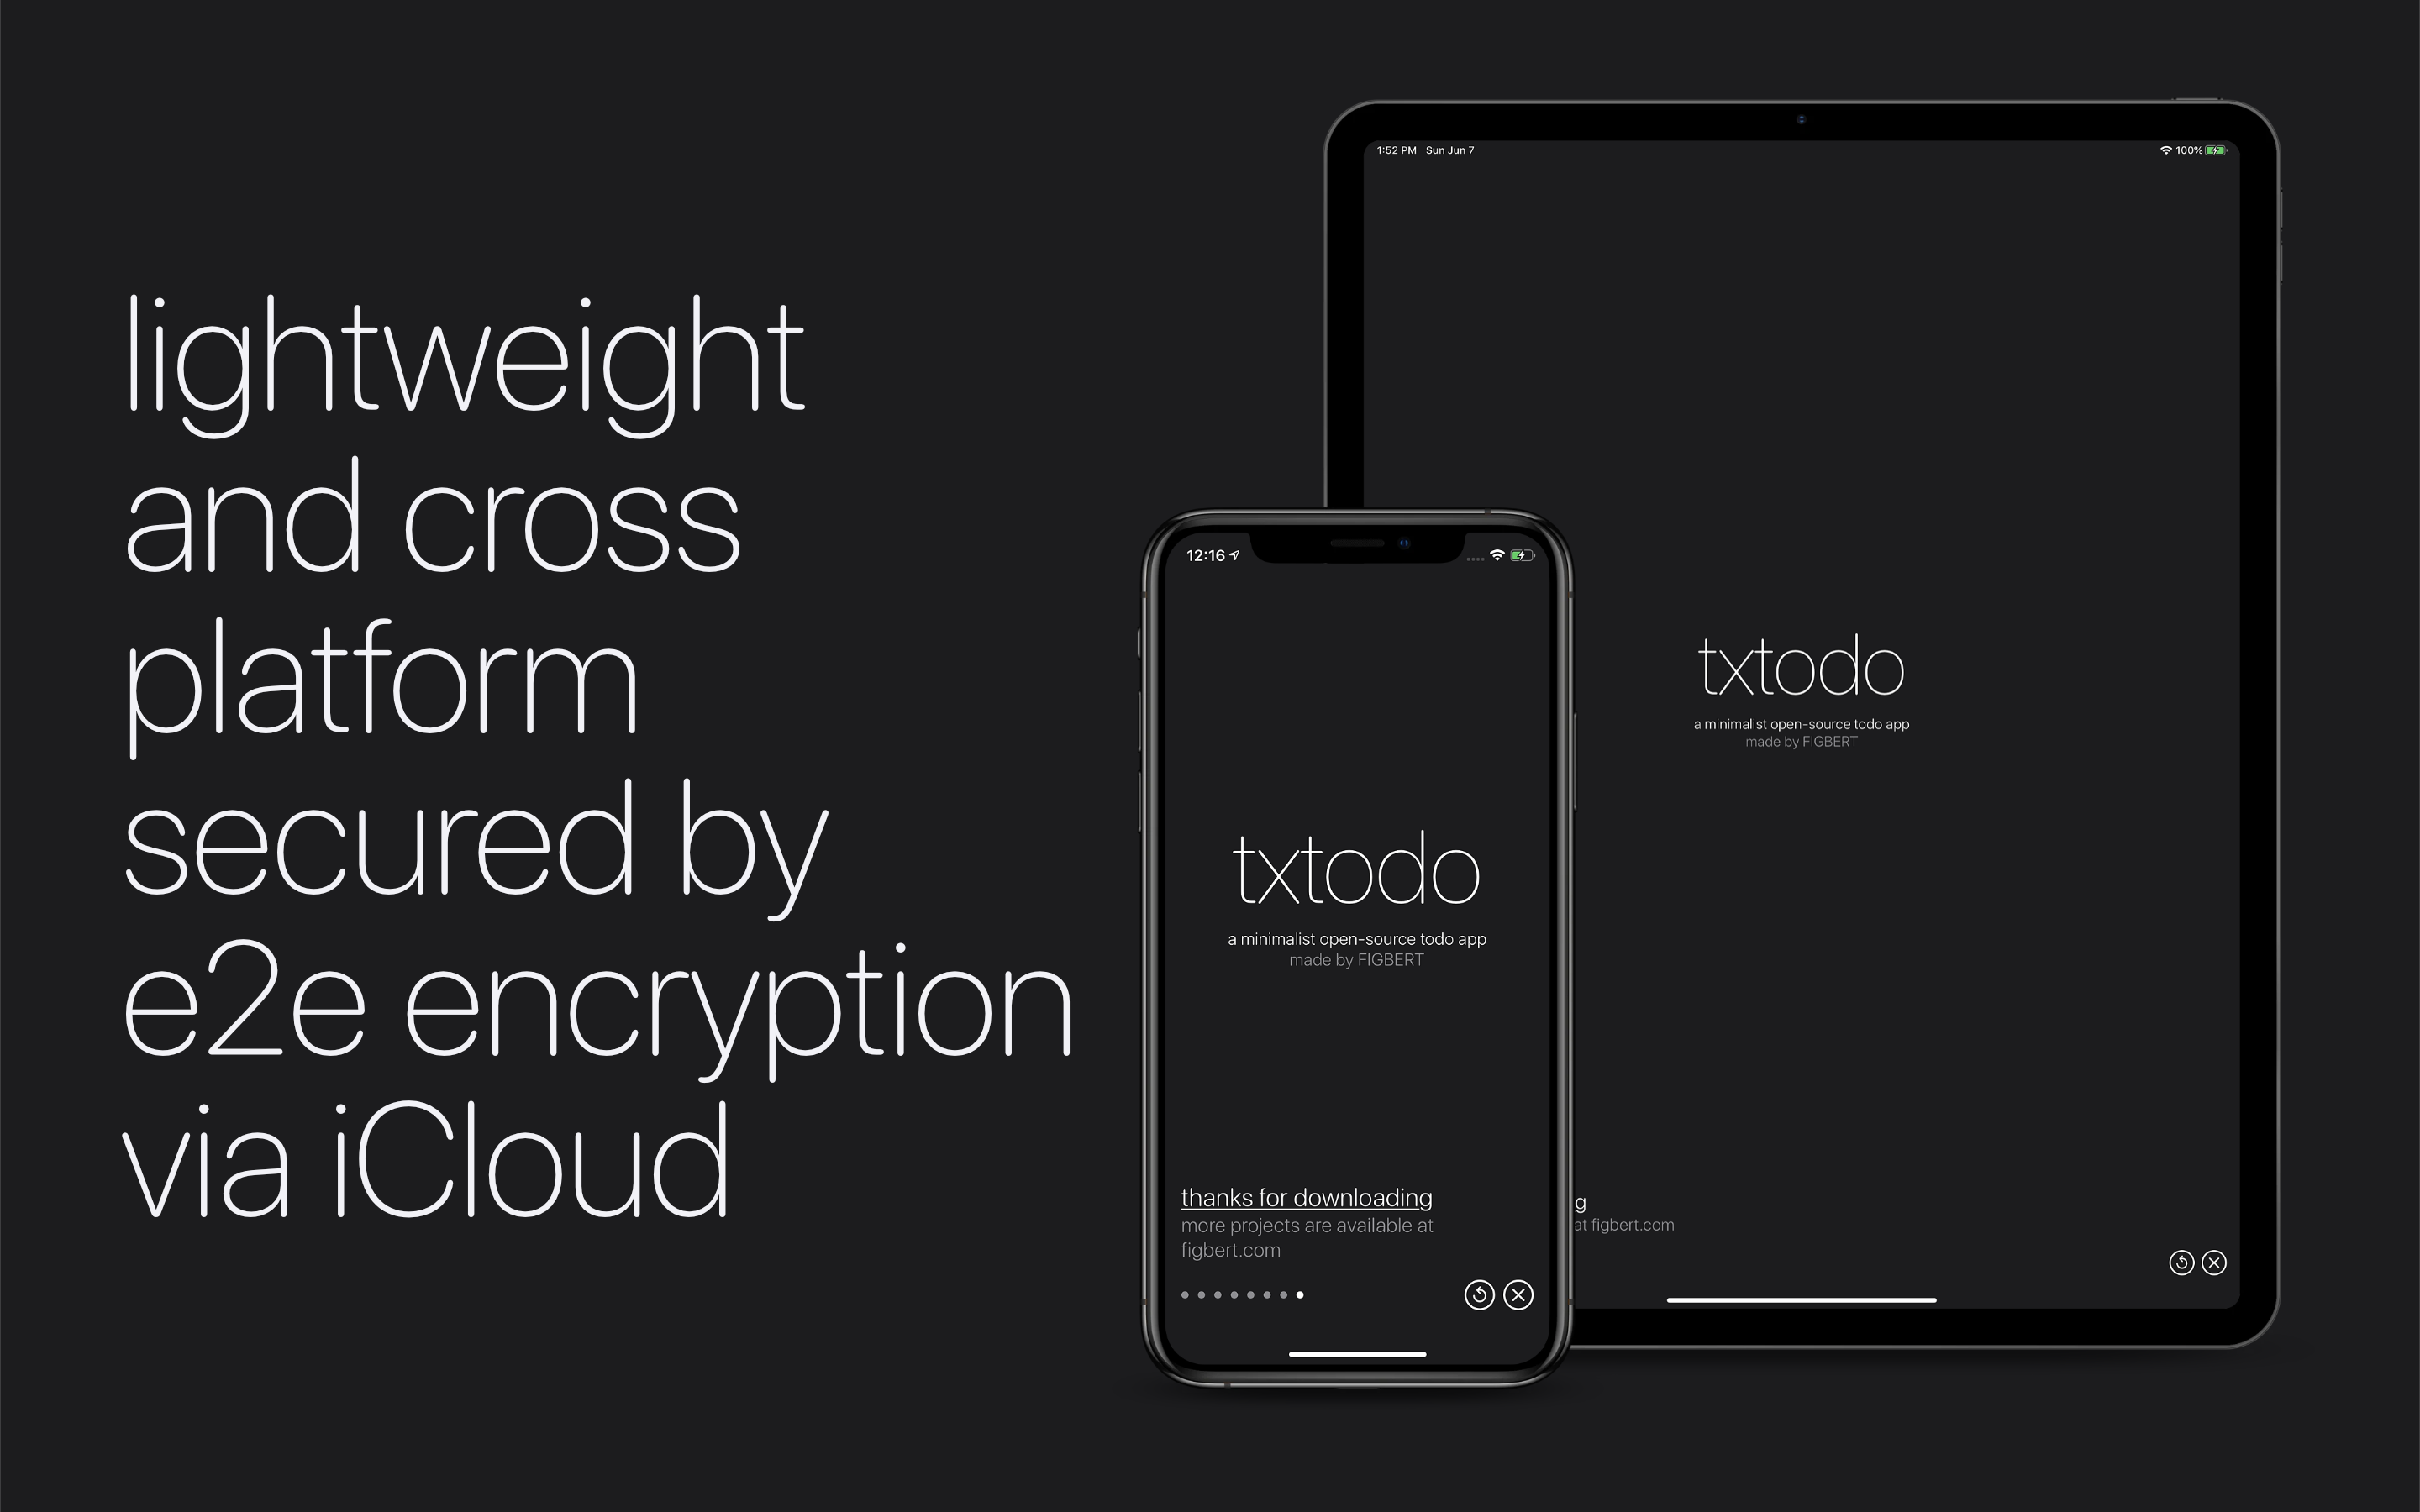 lightweight
and cross
platform
secured by
e2e encryption
via iCloud
12:16
txtodo
a minimalist open-source todo app
made by FIGBERT
thanks for downloading
more projects are available at
figbert.com
1:52 PM Sun Jun 7
100%
txtodo
a minimalist open-source todo app
made by FIGBERT
g
at figbert.com